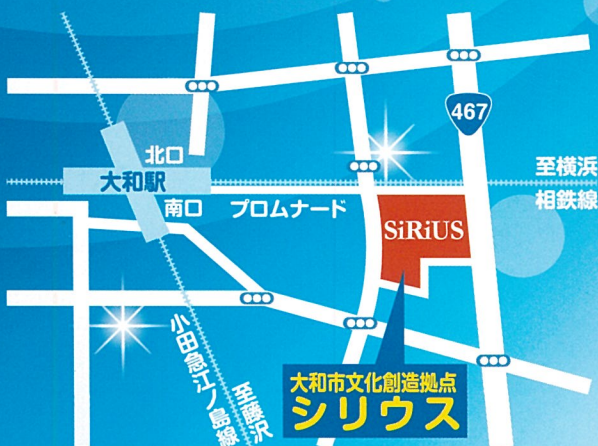 467
北口
大和駅
至横浜
相鉄線
南口 プロムナード
SiRiUS
小田急江ノ島線
至藤沢
大和市文化創造拠点
シリウス